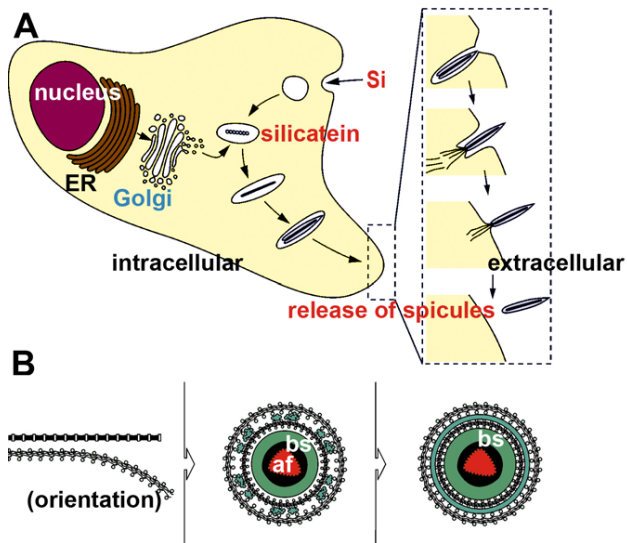 A
nucleus
Si
silicatein
ER
Golgi
intracellular
extracellular
release of spicules
B
bs
af
bs
(orientation)